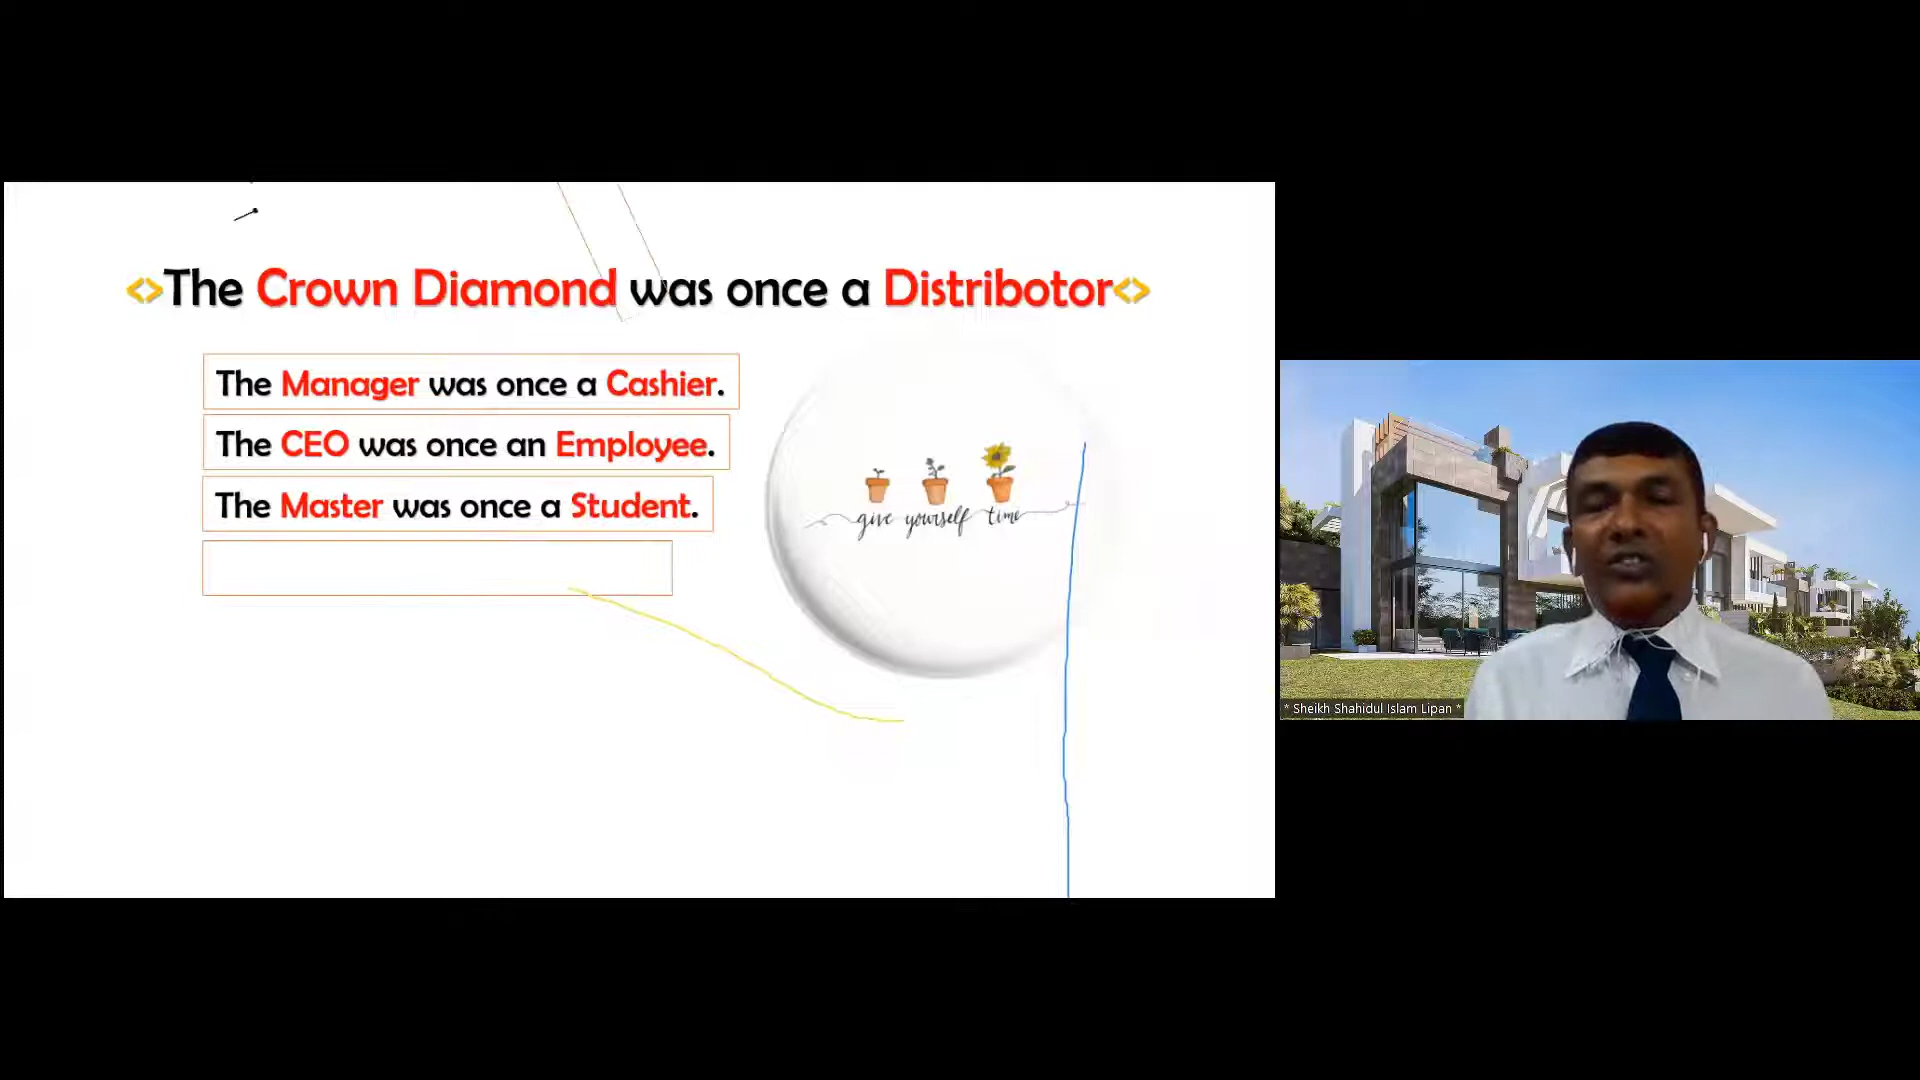 <>The Crown Diamond was once a Distribotor<>
The Manager was once a Cashier.
The CEO was once an Employee.
The Master was once a Student.
give yourself time
* Sheikh Shahidul Islam Lipan *